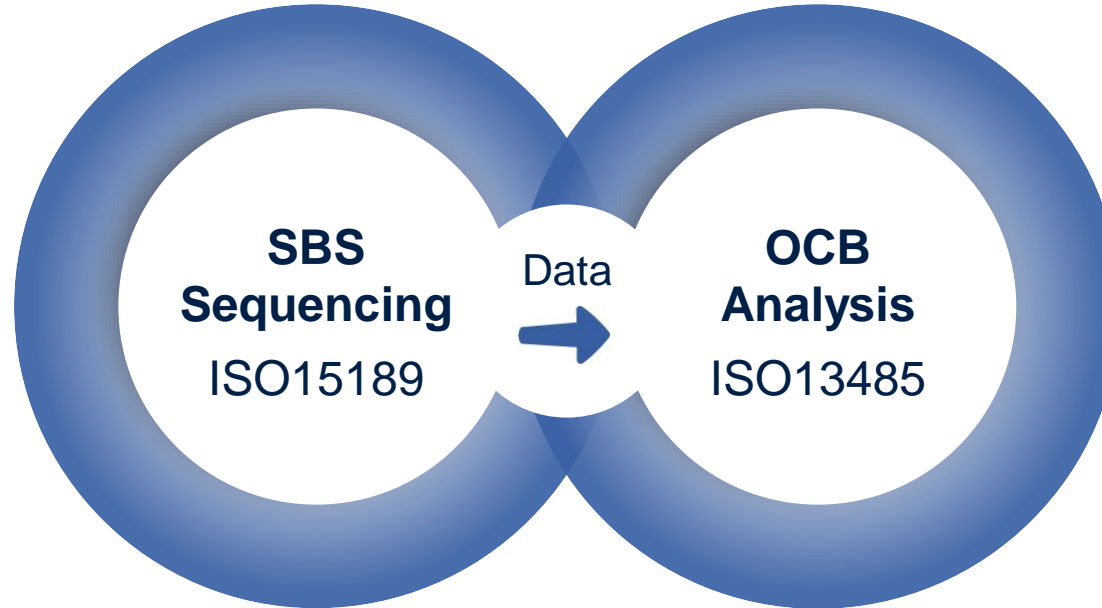 SBS
Sequencing
ISO15189
Data
OCB
Analysis
ISO13485